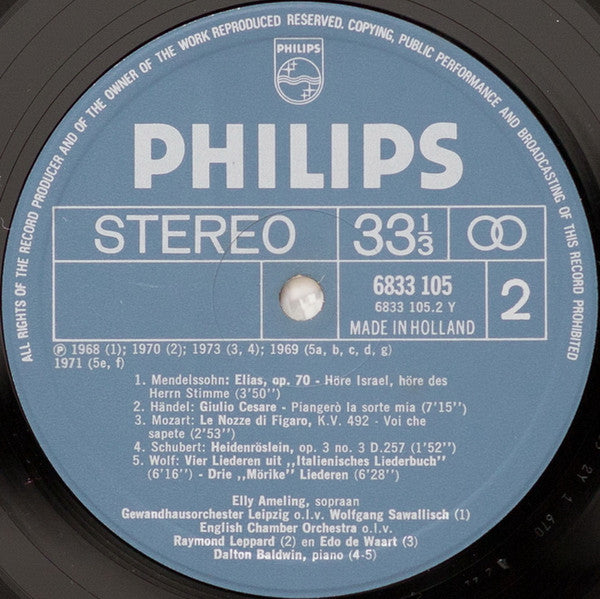 ALL RIGHTS OF THE RECORD PRODUCER AND OF THE OWNER OF THE WORK REPRODUCED RESERVED. COPYING, PUBLIC PERFORMANCE AND BROADCASTING OF THIS RECORD PROHIBITED
PHILIPS
PHILIPS
STEREO 33⅓
6833 105
6833 105.2 Y
MADE IN HOLLAND
2
Ⓟ 1968 (1); 1970 (2); 1973 (3, 4); 1969 (5a, b, c, d, g)
1971 (5e, f)
1. Mendelssohn: Elias, op. 70 - Höre Israel, höre des
Herrn Stimme (3'50'')
2. Händel: Giulio Cesare - Piangerò la sorte mia (7'15'')
3. Mozart: Le Nozze di Figaro, K.V. 492 - Voi che
sapete (2'53'')
4. Schubert: Heidenröslein, op. 3 no. 3 D.257 (1'52'')
5. Wolf: Vier Liederen uit ,,Italienisches Liederbuch''
(6'16'') - Drie ,,Mörike'' Liederen (6'28'')
Elly Ameling, sopraan
Gewandhausorchester Leipzig o.l.v. Wolfgang Sawallisch (1)
English Chamber Orchestra o.l.v.
Raymond Leppard (2) en Edo de Waart (3)
Dalton Baldwin, piano (4-5)